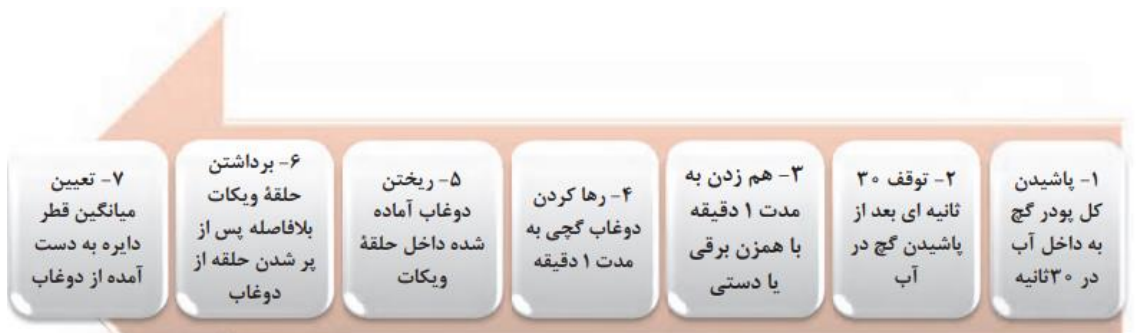 ۱- پاشیدن
کل پودر گچ
به داخل آب
در ۳۰ثانیه
۲- توقف ۳۰
ثانیه ای بعد از
پاشیدن گچ در
آب
۳- هم زدن به
مدت ۱ دقیقه
با همزن برقی
یا دستی
۴- رها کردن
دوغاب گچی به
مدت ۱ دقیقه
۵- ریختن
دوغاب آماده
شده داخل حلقۀ
ویکات
۶- برداشتن
حلقۀ ویکات
بلافاصله پس از
پر شدن حلقه از
دوغاب
۷- تعیین
میانگین قطر
دایره به دست
آمده از دوغاب